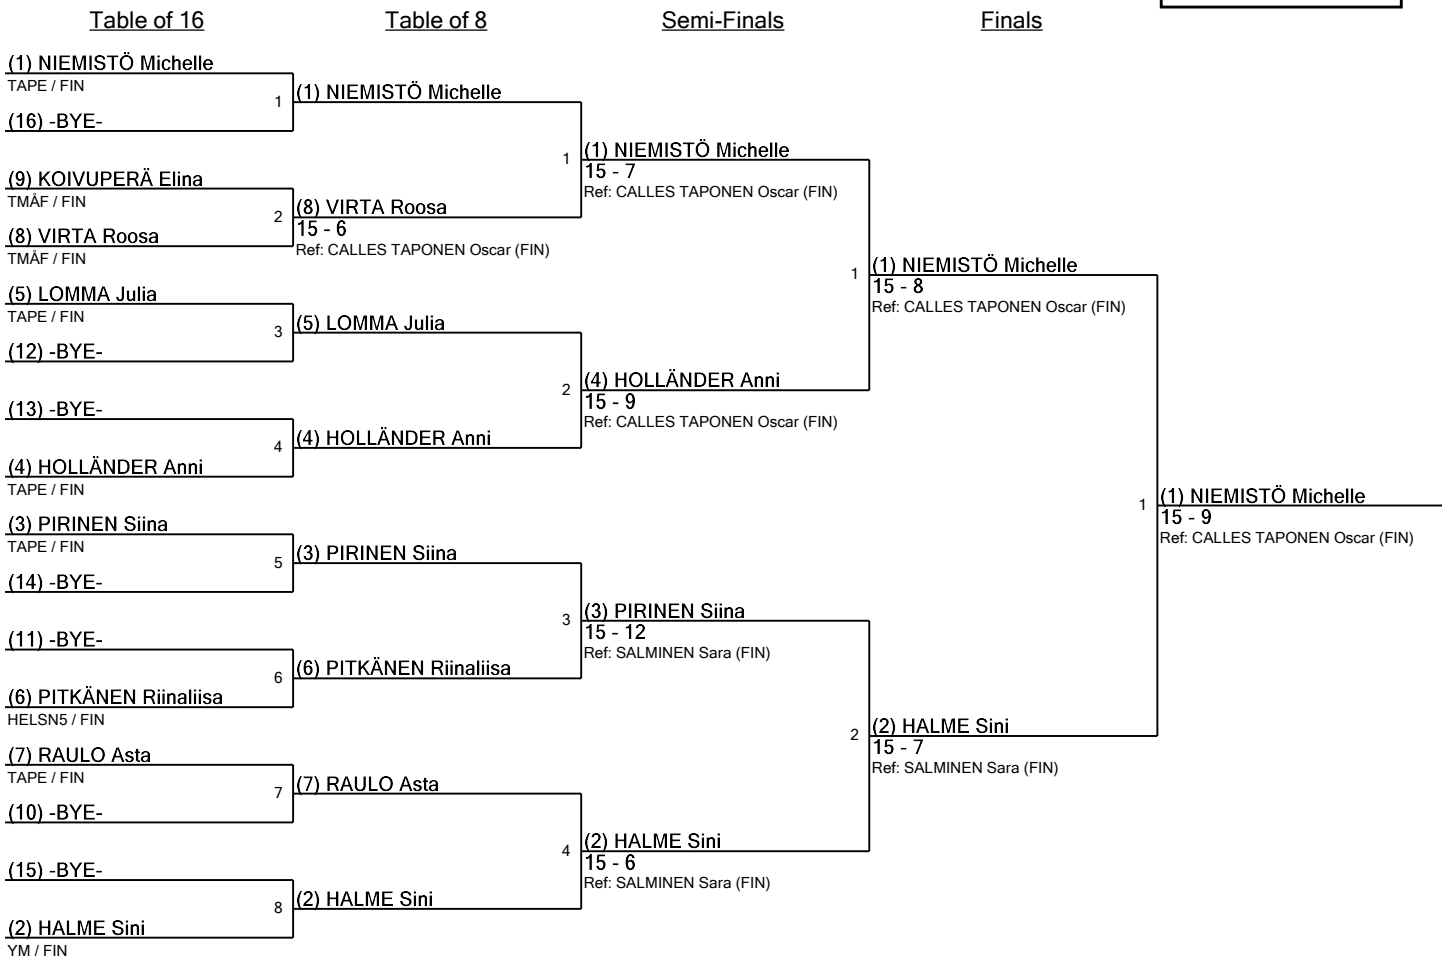 Table of 16
Table of 8
Semi-Finals
Finals
(1) NIEMISTÖ Michelle
TAPE / FIN
(16) -BYE-
(9) KOIVUPERÄ Elina
TMÅF / FIN
(8) VIRTA Roosa
TMÅF / FIN
(5) LOMMA Julia
TAPE / FIN
(12) -BYE-
(13) -BYE-
(4) HOLLÄNDER Anni
TAPE / FIN
(3) PIRINEN Siina
TAPE / FIN
(14) -BYE-
(11) -BYE-
(6) PITKÄNEN Riinaliisa
HELSN5 / FIN
(7) RAULO Asta
TAPE / FIN
(10) -BYE-
(15) -BYE-
(2) HALME Sini
YM / FIN
1
(1) NIEMISTÖ Michelle
2
(8) VIRTA Roosa
15 - 6
Ref: CALLES TAPONEN Oscar (FIN)
3
(5) LOMMA Julia
4
(4) HOLLÄNDER Anni
5
(3) PIRINEN Siina
6
(6) PITKÄNEN Riinaliisa
7
(7) RAULO Asta
8
(2) HALME Sini
1
(1) NIEMISTÖ Michelle
15 - 7
Ref: CALLES TAPONEN Oscar (FIN)
2
(4) HOLLÄNDER Anni
15 - 9
Ref: CALLES TAPONEN Oscar (FIN)
3
(3) PIRINEN Siina
15 - 12
Ref: SALMINEN Sara (FIN)
4
(2) HALME Sini
15 - 6
Ref: SALMINEN Sara (FIN)
1
(1) NIEMISTÖ Michelle
15 - 8
Ref: CALLES TAPONEN Oscar (FIN)
2
(2) HALME Sini
15 - 7
Ref: SALMINEN Sara (FIN)
1
(1) NIEMISTÖ Michelle
15 - 9
Ref: CALLES TAPONEN Oscar (FIN)